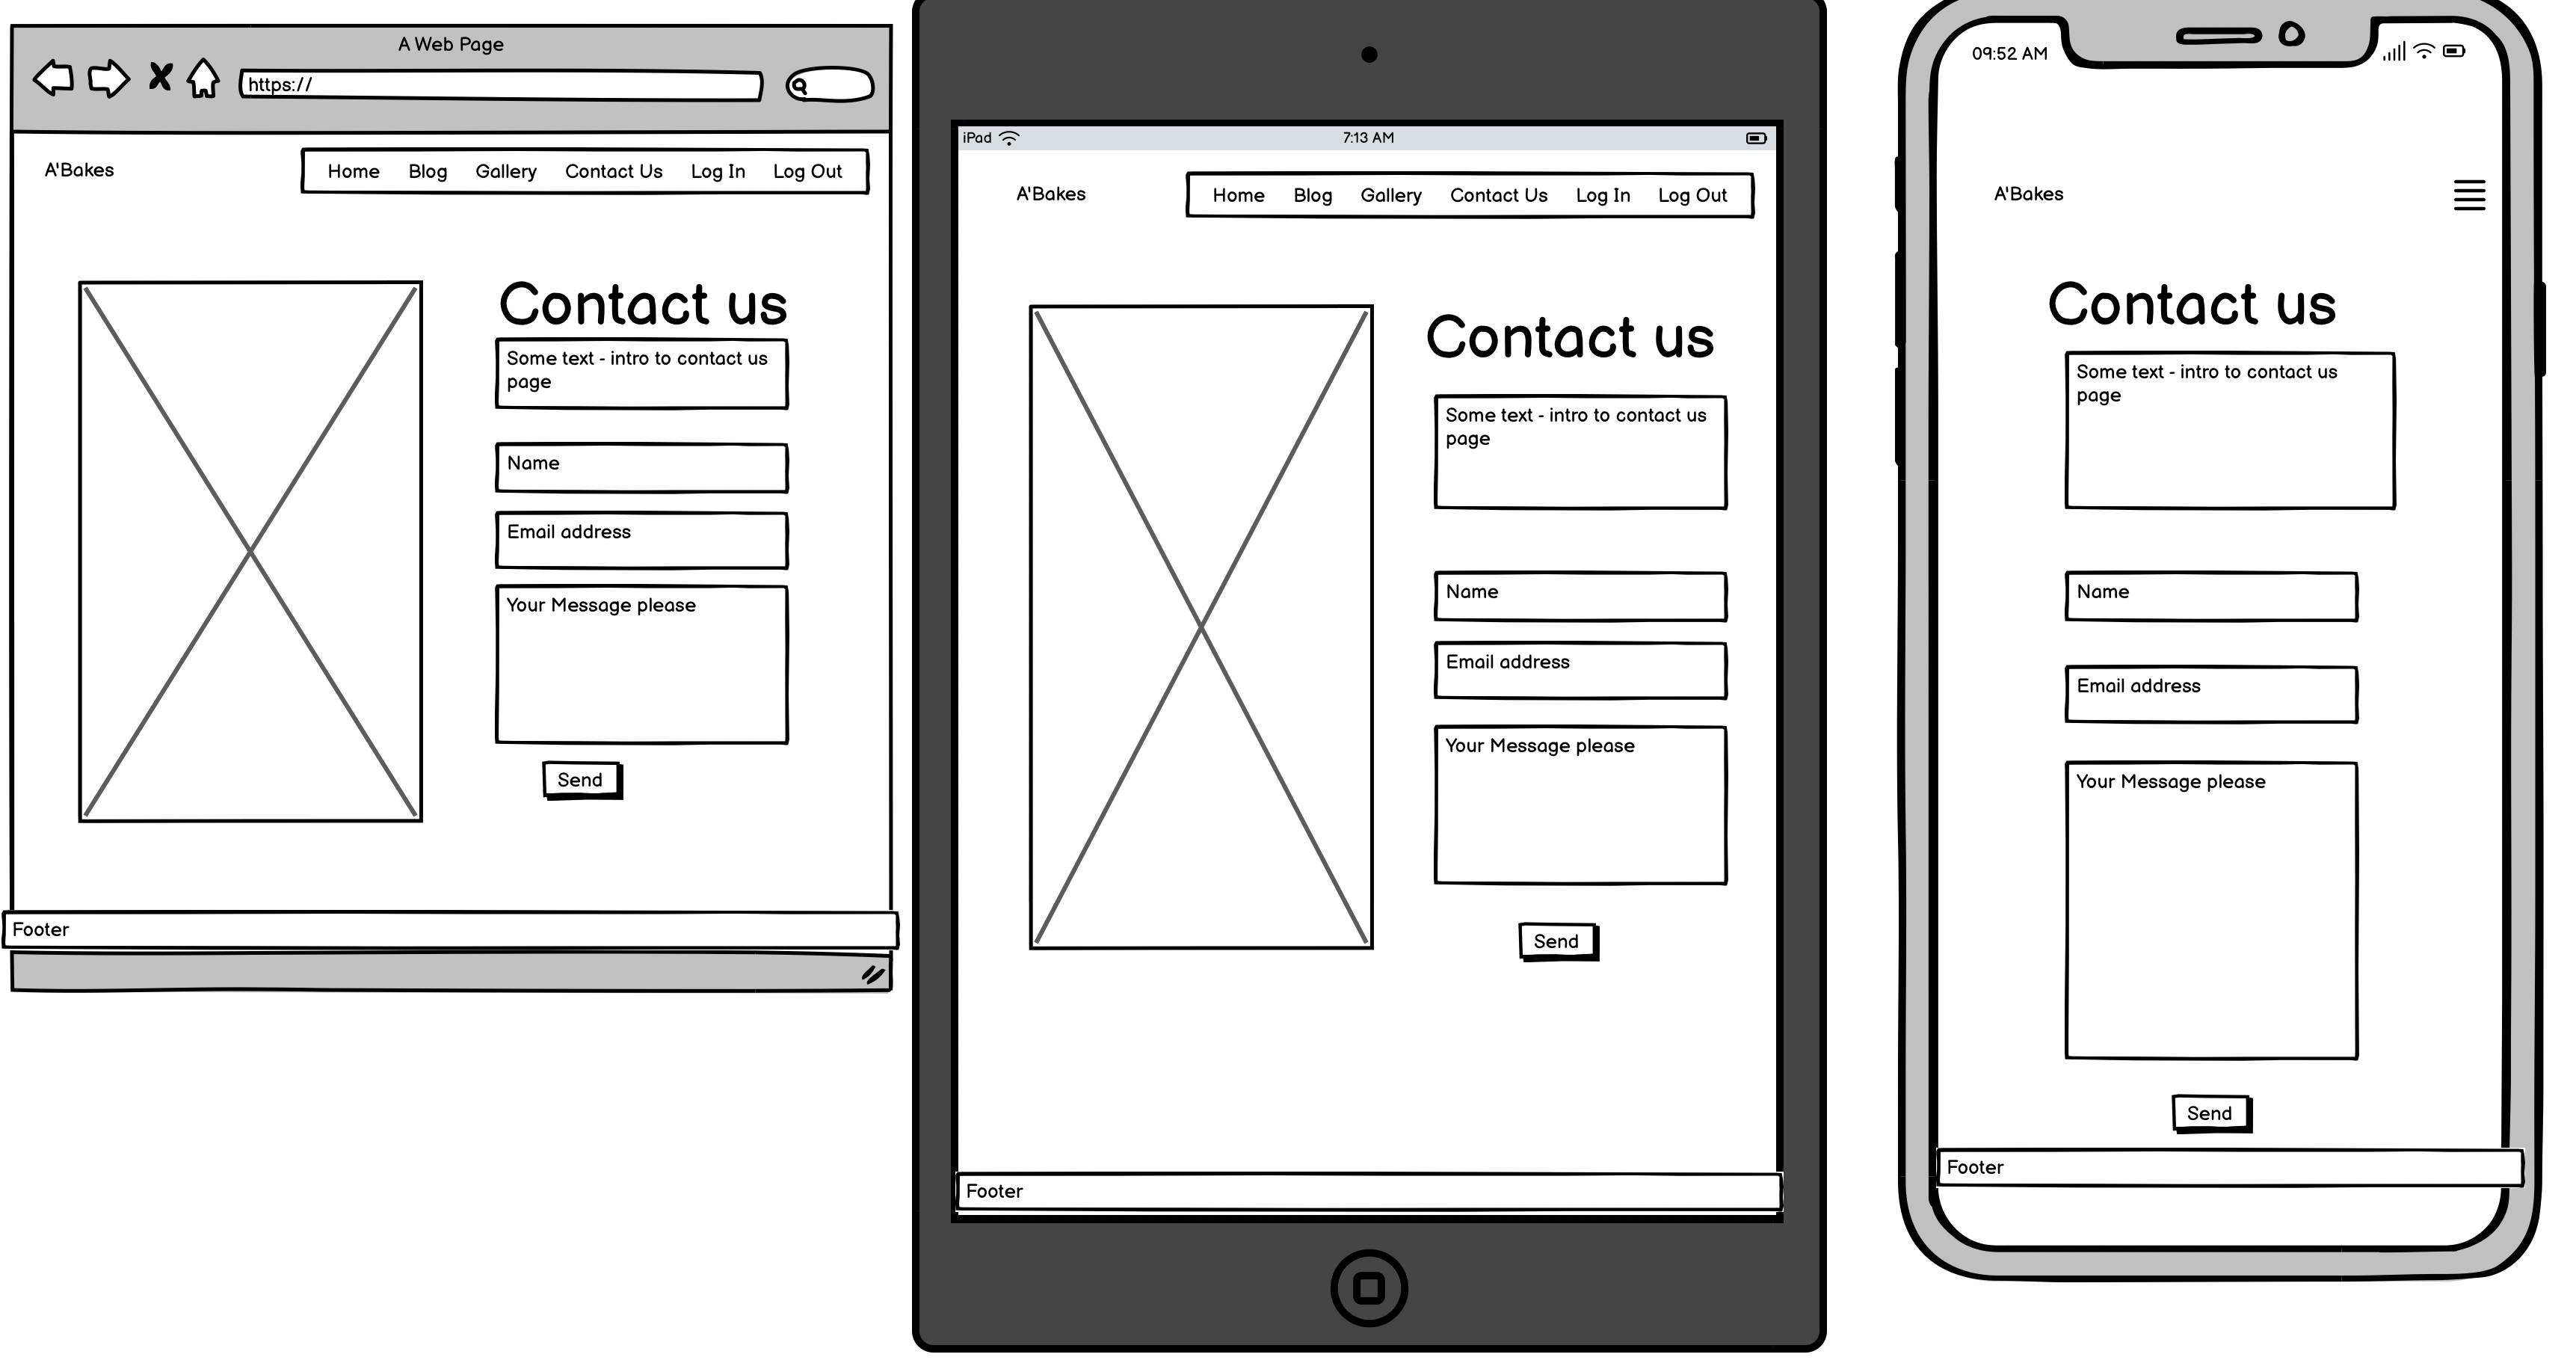 A Web Page
https://
A'Bakes
Home Blog Gallery Contact Us Log In Log Out
Contact us
Some text - intro to contact us
page
Name
Email address
Your Message please
Send
Footer
iPad 7:13 AM
A'Bakes
Home Blog Gallery Contact Us Log In Log Out
Contact us
Some text - intro to contact us
page
Name
Email address
Your Message please
Send
Footer
09:52 AM
A'Bakes
Contact us
Some text - intro to contact us
page
Name
Email address
Your Message please
Send
Footer